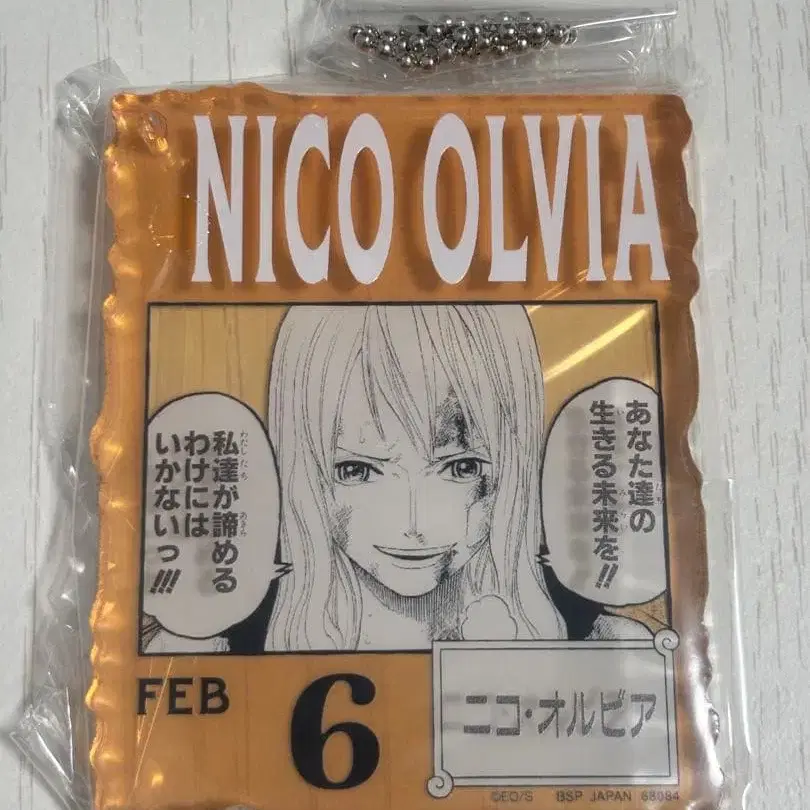 NICO OLVIA
あなた達の
生きる未来を!!
私達が諦める
わけには
いかないっ!!!
FEB 6
ニコ・オルビア
©EO/S BSP JAPAN 68084